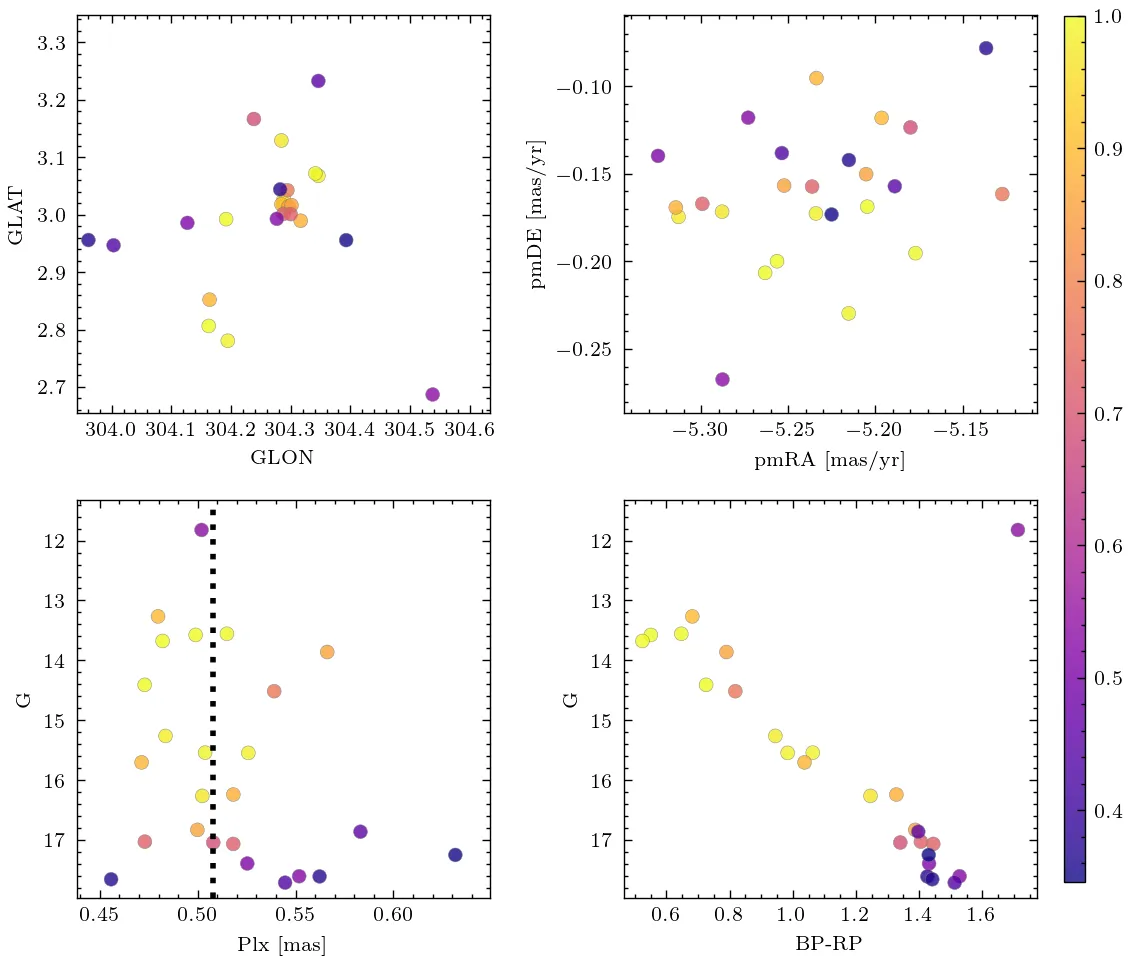 3.3
3.2
3.1
3.0
2.9
2.8
2.7
GLAT
304.0 304.1 304.2 304.3 304.4 304.5 304.6
GLON
−0.10
−0.15
−0.20
−0.25
pmDE [mas/yr]
−5.30 −5.25 −5.20 −5.15
pmRA [mas/yr]
12
13
14
15
16
17
G
0.45 0.50 0.55 0.60
Plx [mas]
12
13
14
15
16
17
G
0.6 0.8 1.0 1.2 1.4 1.6
BP-RP
1.0
0.9
0.8
0.7
0.6
0.5
0.4